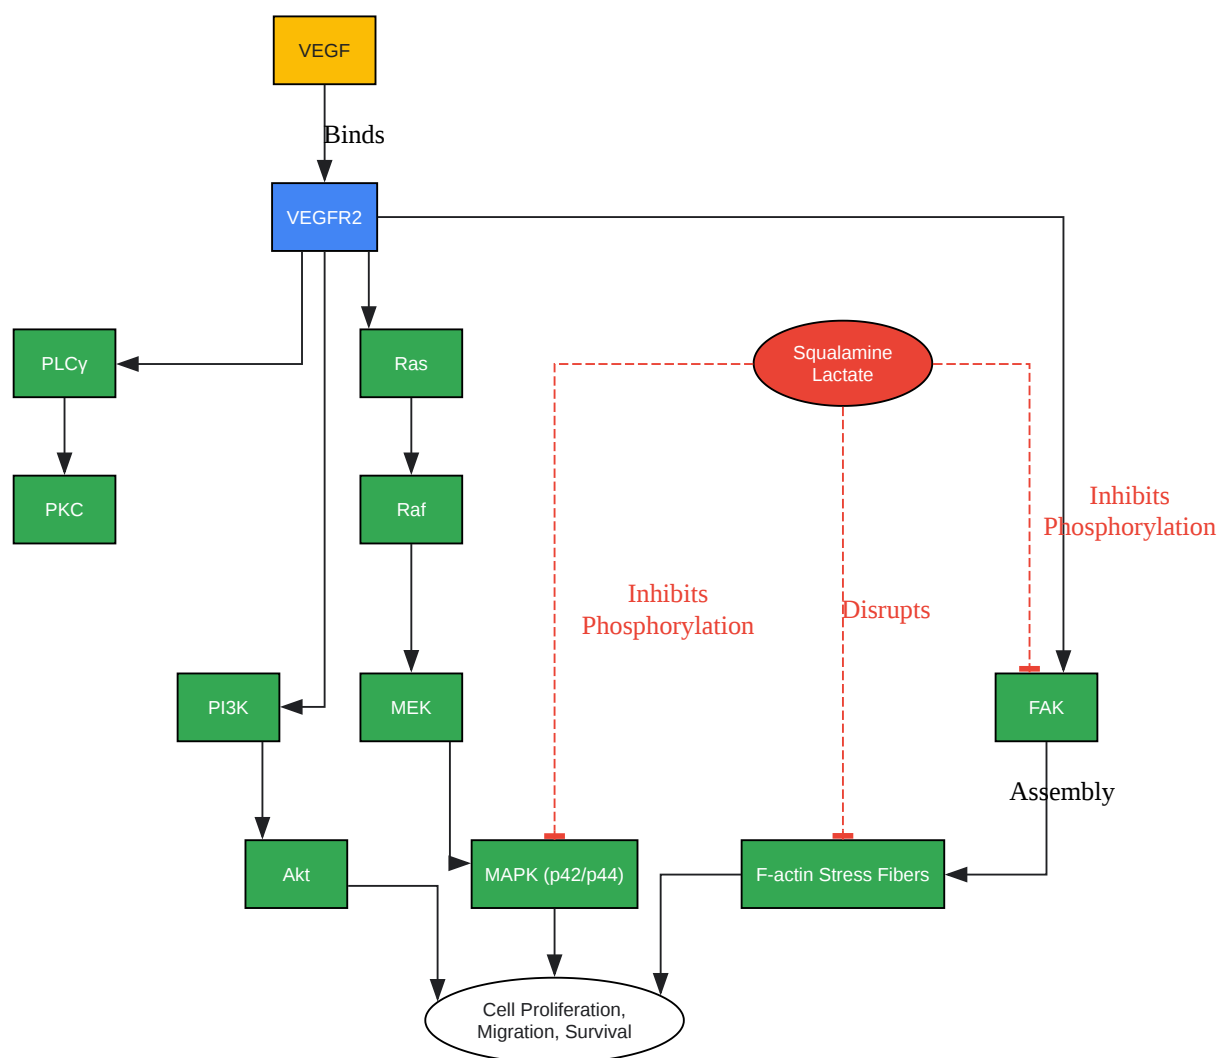 VEGF
Binds
VEGFR2
PLCγ
Ras
Squalamine
Lactate
PKC
Raf
Inhibits
Phosphorylation
Inhibits
Phosphorylation
Disrupts
PI3K
MEK
FAK
Assembly
Akt
MAPK (p42/p44)
F-actin Stress Fibers
Cell Proliferation,
Migration, Survival